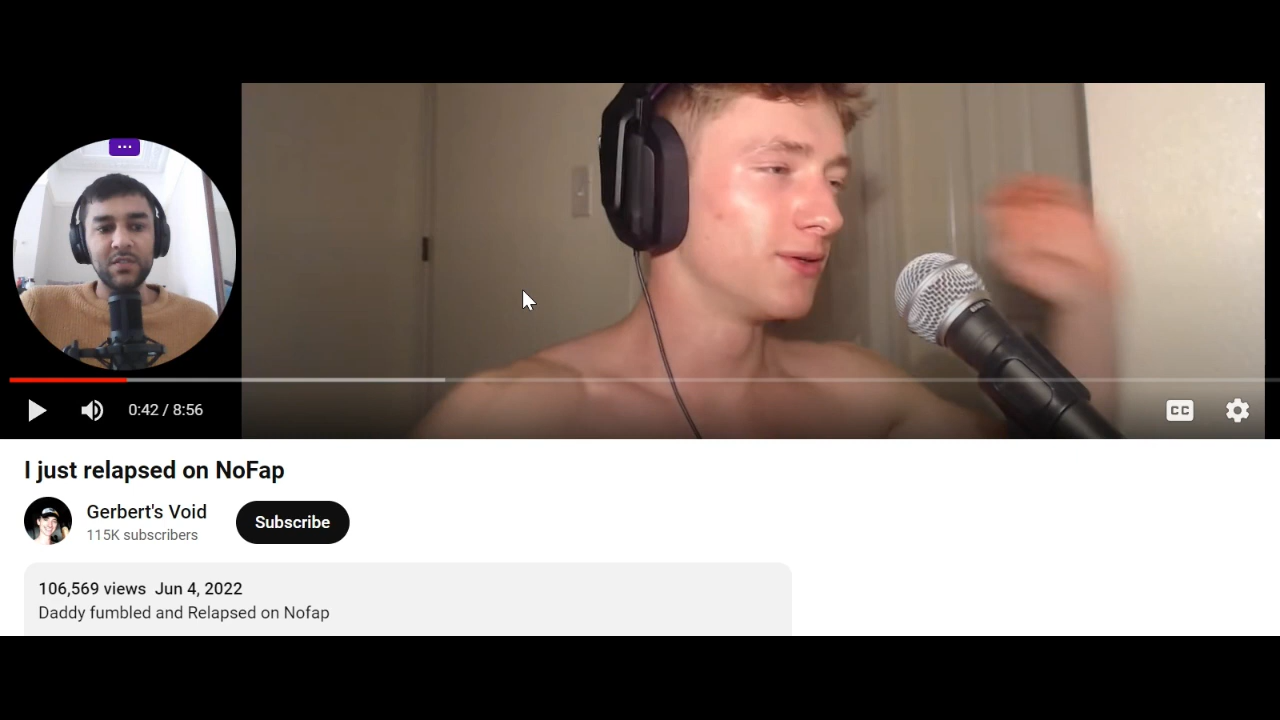 ...
0:42 / 8:56
CC
I just relapsed on NoFap
Gerbert's Void
115K subscribers
Subscribe
106,569 views Jun 4, 2022
Daddy fumbled and Relapsed on Nofap